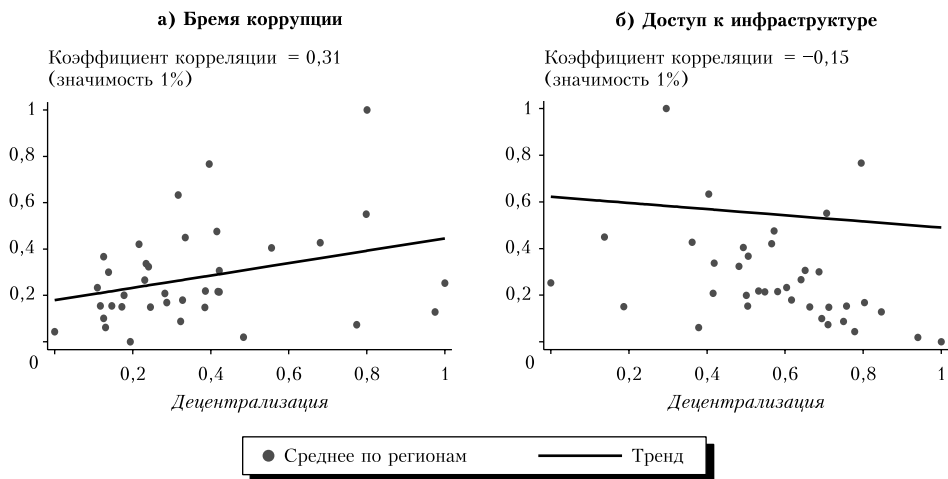 а) Бремя коррупции
Коэффициент корреляции = 0,31
(значимость 1%)
1
0,8
0,6
0,4
0,2
0
0,2 0,4 0,6 0,8 1
Децентрализация
б) Доступ к инфраструктуре
Коэффициент корреляции = −0,15
(значимость 1%)
1
0,8
0,6
0,4
0,2
0
0,2 0,4 0,6 0,8 1
Децентрализация
Среднее по регионам Тренд